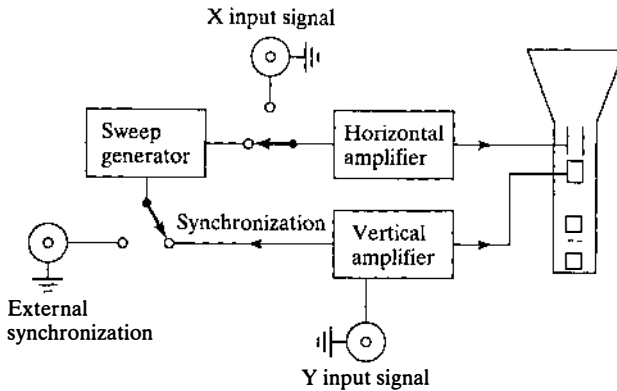 X input signal
Sweep
generator
Horizontal
amplifier
Synchronization
Vertical
amplifier
External
synchronization
Y input signal